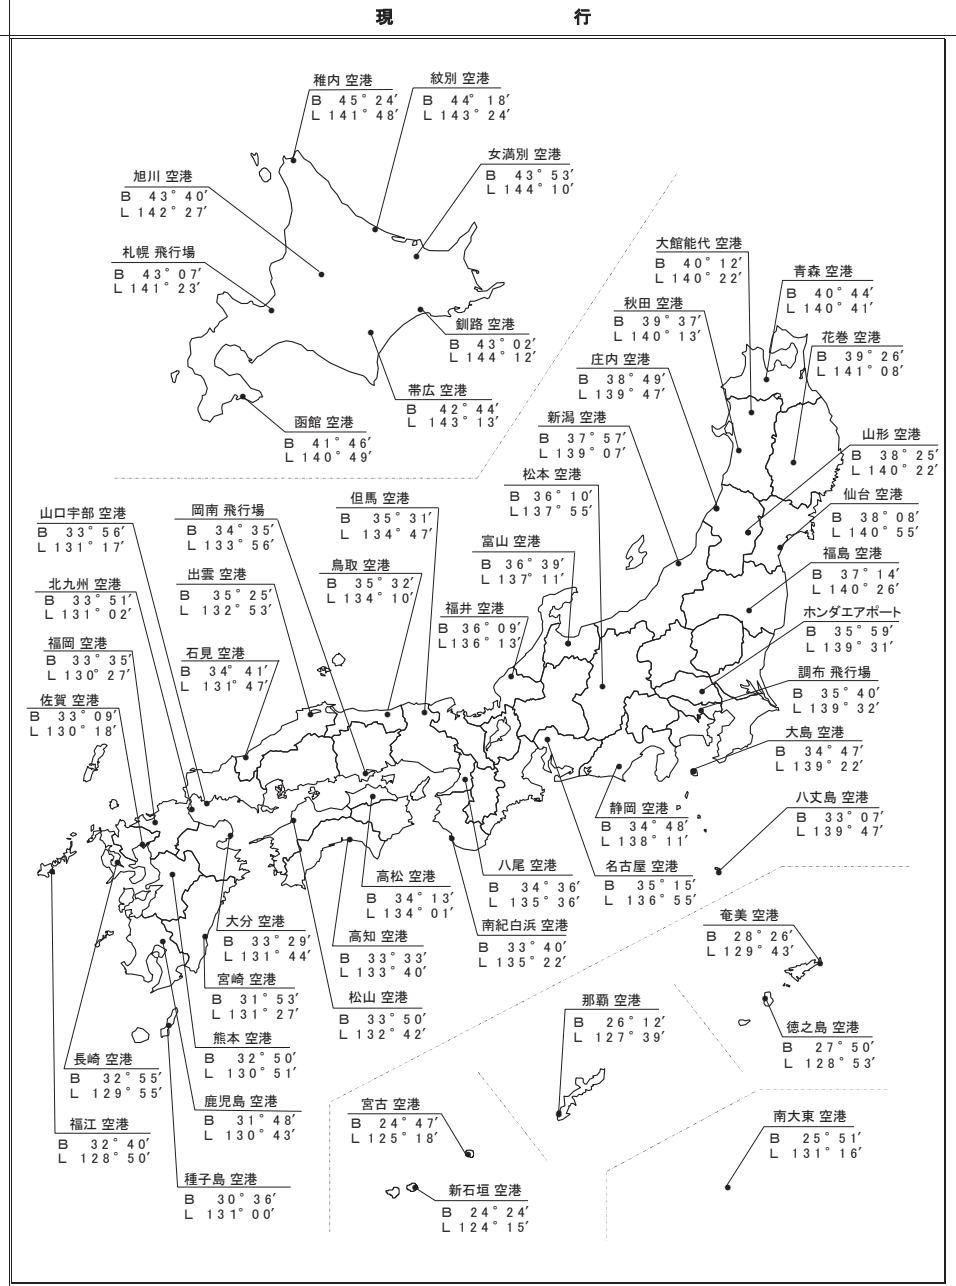 現行
稚内 空港
B 45°24′
L 141°48′
紋別 空港
B 44°18′
L 143°24′
女満別 空港
B 43°53′
L 144°10′
旭川 空港
B 43°40′
L 142°27′
札幌 飛行場
B 43°07′
L 141°23′
釧路 空港
B 43°02′
L 144°12′
帯広 空港
B 42°44′
L 143°13′
函館 空港
B 41°46′
L 140°49′
大館能代 空港
B 40°12′
L 140°22′
青森 空港
B 40°44′
L 140°41′
秋田 空港
B 39°37′
L 140°13′
花巻 空港
B 39°26′
L 141°08′
庄内 空港
B 38°49′
L 139°47′
新潟 空港
B 37°57′
L 139°07′
山形 空港
B 38°25′
L 140°22′
松本 空港
B 36°10′
L 137°55′
仙台 空港
B 38°08′
L 140°55′
但馬 空港
B 35°31′
L 134°47′
岡南 飛行場
B 34°35′
L 133°56′
山口宇部 空港
B 33°56′
L 131°17′
富山 空港
B 36°39′
L 137°11′
福島 空港
B 37°14′
L 140°26′
鳥取 空港
B 35°32′
L 134°10′
出雲 空港
B 35°25′
L 132°53′
北九州 空港
B 33°51′
L 131°02′
福井 空港
B 36°09′
L 136°13′
ホンダエアポート
B 35°59′
L 139°31′
福岡 空港
B 33°35′
L 130°27′
石見 空港
B 34°41′
L 131°47′
調布 飛行場
B 35°40′
L 139°32′
佐賀 空港
B 33°09′
L 130°18′
大島 空港
B 34°47′
L 139°22′
八丈島 空港
B 33°07′
L 139°47′
静岡 空港
B 34°48′
L 138°11′
名古屋 空港
B 35°15′
L 136°55′
八尾 空港
B 34°36′
L 135°36′
高松 空港
B 34°13′
L 134°01′
大分 空港
B 33°29′
L 131°44′
高知 空港
B 33°33′
L 133°40′
南紀白浜 空港
B 33°40′
L 135°22′
奄美 空港
B 28°26′
L 129°43′
宮崎 空港
B 31°53′
L 131°27′
松山 空港
B 33°50′
L 132°42′
那覇 空港
B 26°12′
L 127°39′
徳之島 空港
B 27°50′
L 128°53′
熊本 空港
B 32°50′
L 130°51′
長崎 空港
B 32°55′
L 129°55′
鹿児島 空港
B 31°48′
L 130°43′
宮古 空港
B 24°47′
L 125°18′
福江 空港
B 32°40′
L 128°50′
南大東 空港
B 25°51′
L 131°16′
種子島 空港
B 30°36′
L 131°00′
新石垣 空港
B 24°24′
L 124°15′